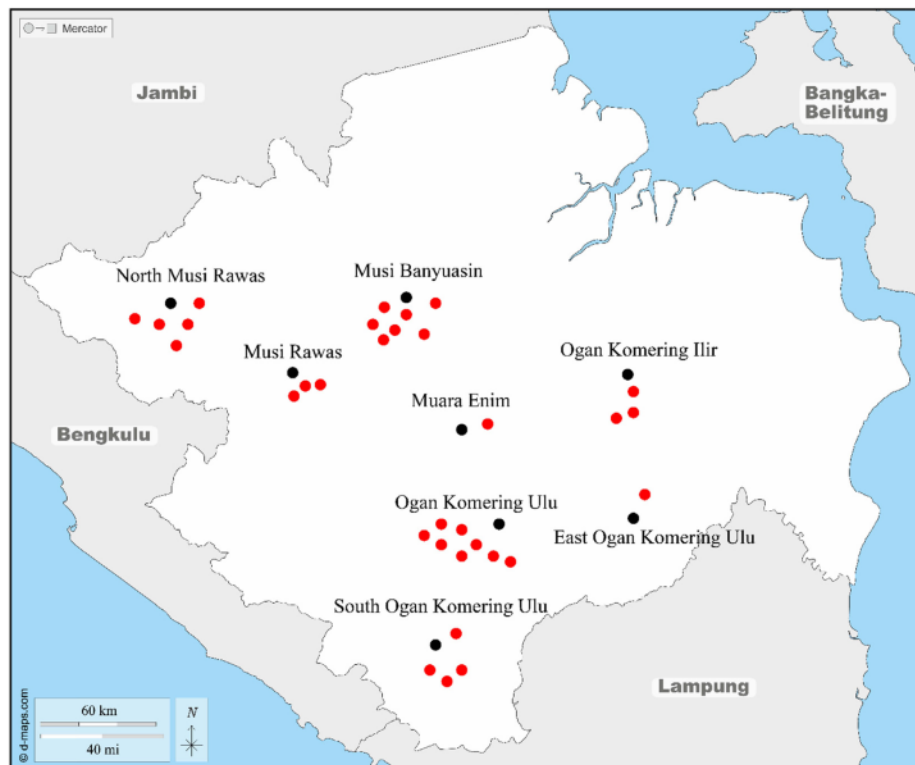 Mercator
Jambi
Bangka-
Belitung
North Musi Rawas
Musi Banyuasin
Musi Rawas
Ogan Komering Ilir
Muara Enim
Bengkulu
Ogan Komering Ulu
East Ogan Komering Ulu
South Ogan Komering Ulu
Lampung
60 km
40 mi
N
© d-maps.com